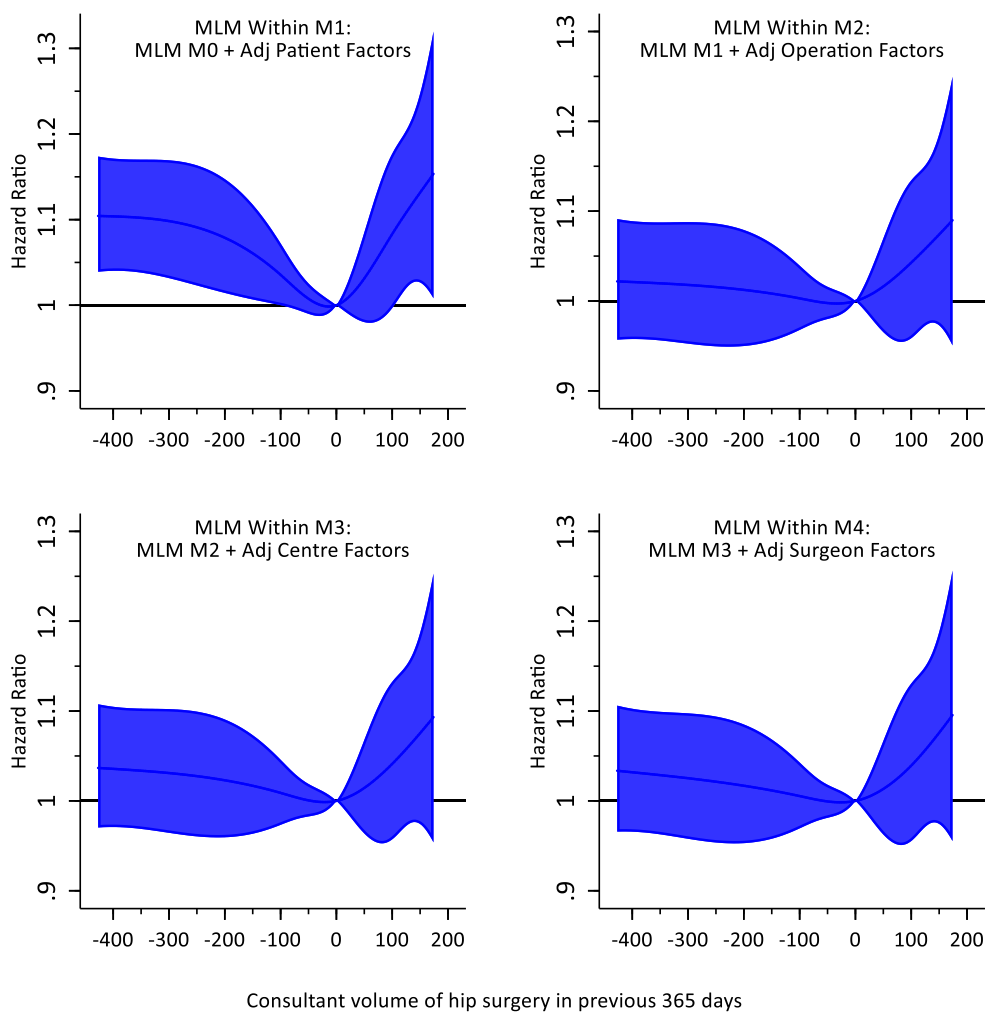 MLM Within M1:
MLM M0 + Adj Patient Factors
Hazard Ratio
1.3
1.2
1.1
1
.9
-400 -300 -200 -100 0 100 200
MLM Within M2:
MLM M1 + Adj Operation Factors
Hazard Ratio
1.3
1.2
1.1
1
.9
-400 -300 -200 -100 0 100 200
MLM Within M3:
MLM M2 + Adj Centre Factors
Hazard Ratio
1.3
1.2
1.1
1
.9
-400 -300 -200 -100 0 100 200
MLM Within M4:
MLM M3 + Adj Surgeon Factors
Hazard Ratio
1.3
1.2
1.1
1
.9
-400 -300 -200 -100 0 100 200
Consultant volume of hip surgery in previous 365 days